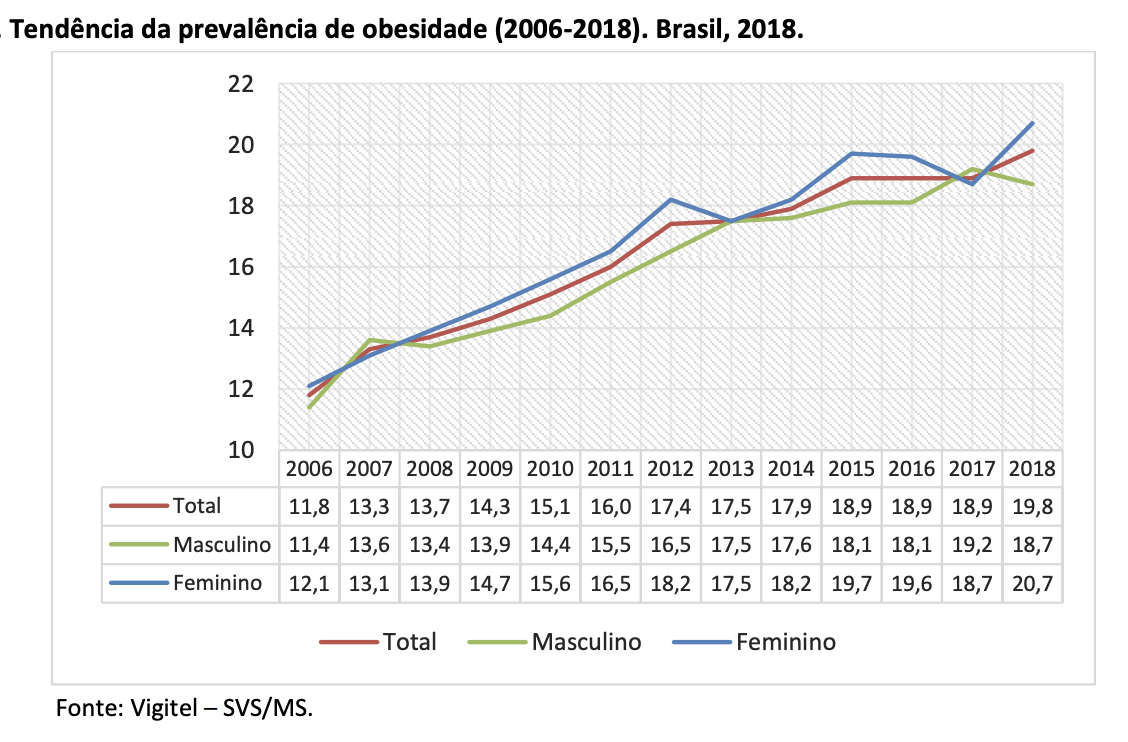 . Tendência da prevalência de obesidade (2006-2018). Brasil, 2018.
22
20
18
16
14
12
10
2006 2007 2008 2009 2010 2011 2012 2013 2014 2015 2016 2017 2018
Total 11,8 13,3 13,7 14,3 15,1 16,0 17,4 17,5 17,9 18,9 18,9 18,9 19,8
Masculino 11,4 13,6 13,4 13,9 14,4 15,5 16,5 17,5 17,6 18,1 18,1 19,2 18,7
Feminino 12,1 13,1 13,9 14,7 15,6 16,5 18,2 17,5 18,2 19,7 19,6 18,7 20,7
Total Masculino Feminino
Fonte: Vigitel – SVS/MS.